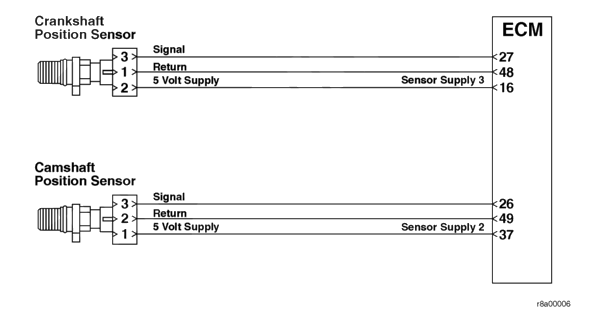 Crankshaft
Position Sensor
ECM
3 Signal 27
1 Return 48
2 5 Volt Supply Sensor Supply 3 16
Camshaft
Position Sensor
3 Signal 26
2 Return 49
1 5 Volt Supply Sensor Supply 2 37
r8a00006